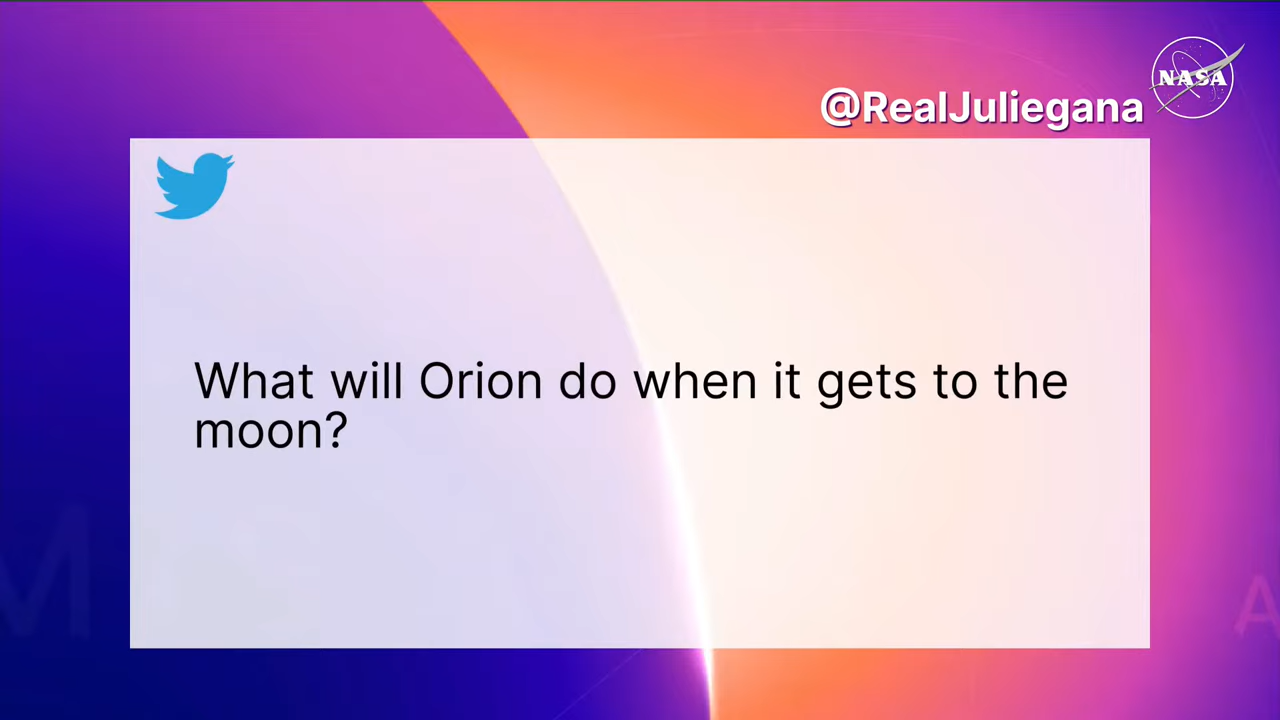 NASA
@RealJuliegana
What will Orion do when it gets to the
moon?
M
A